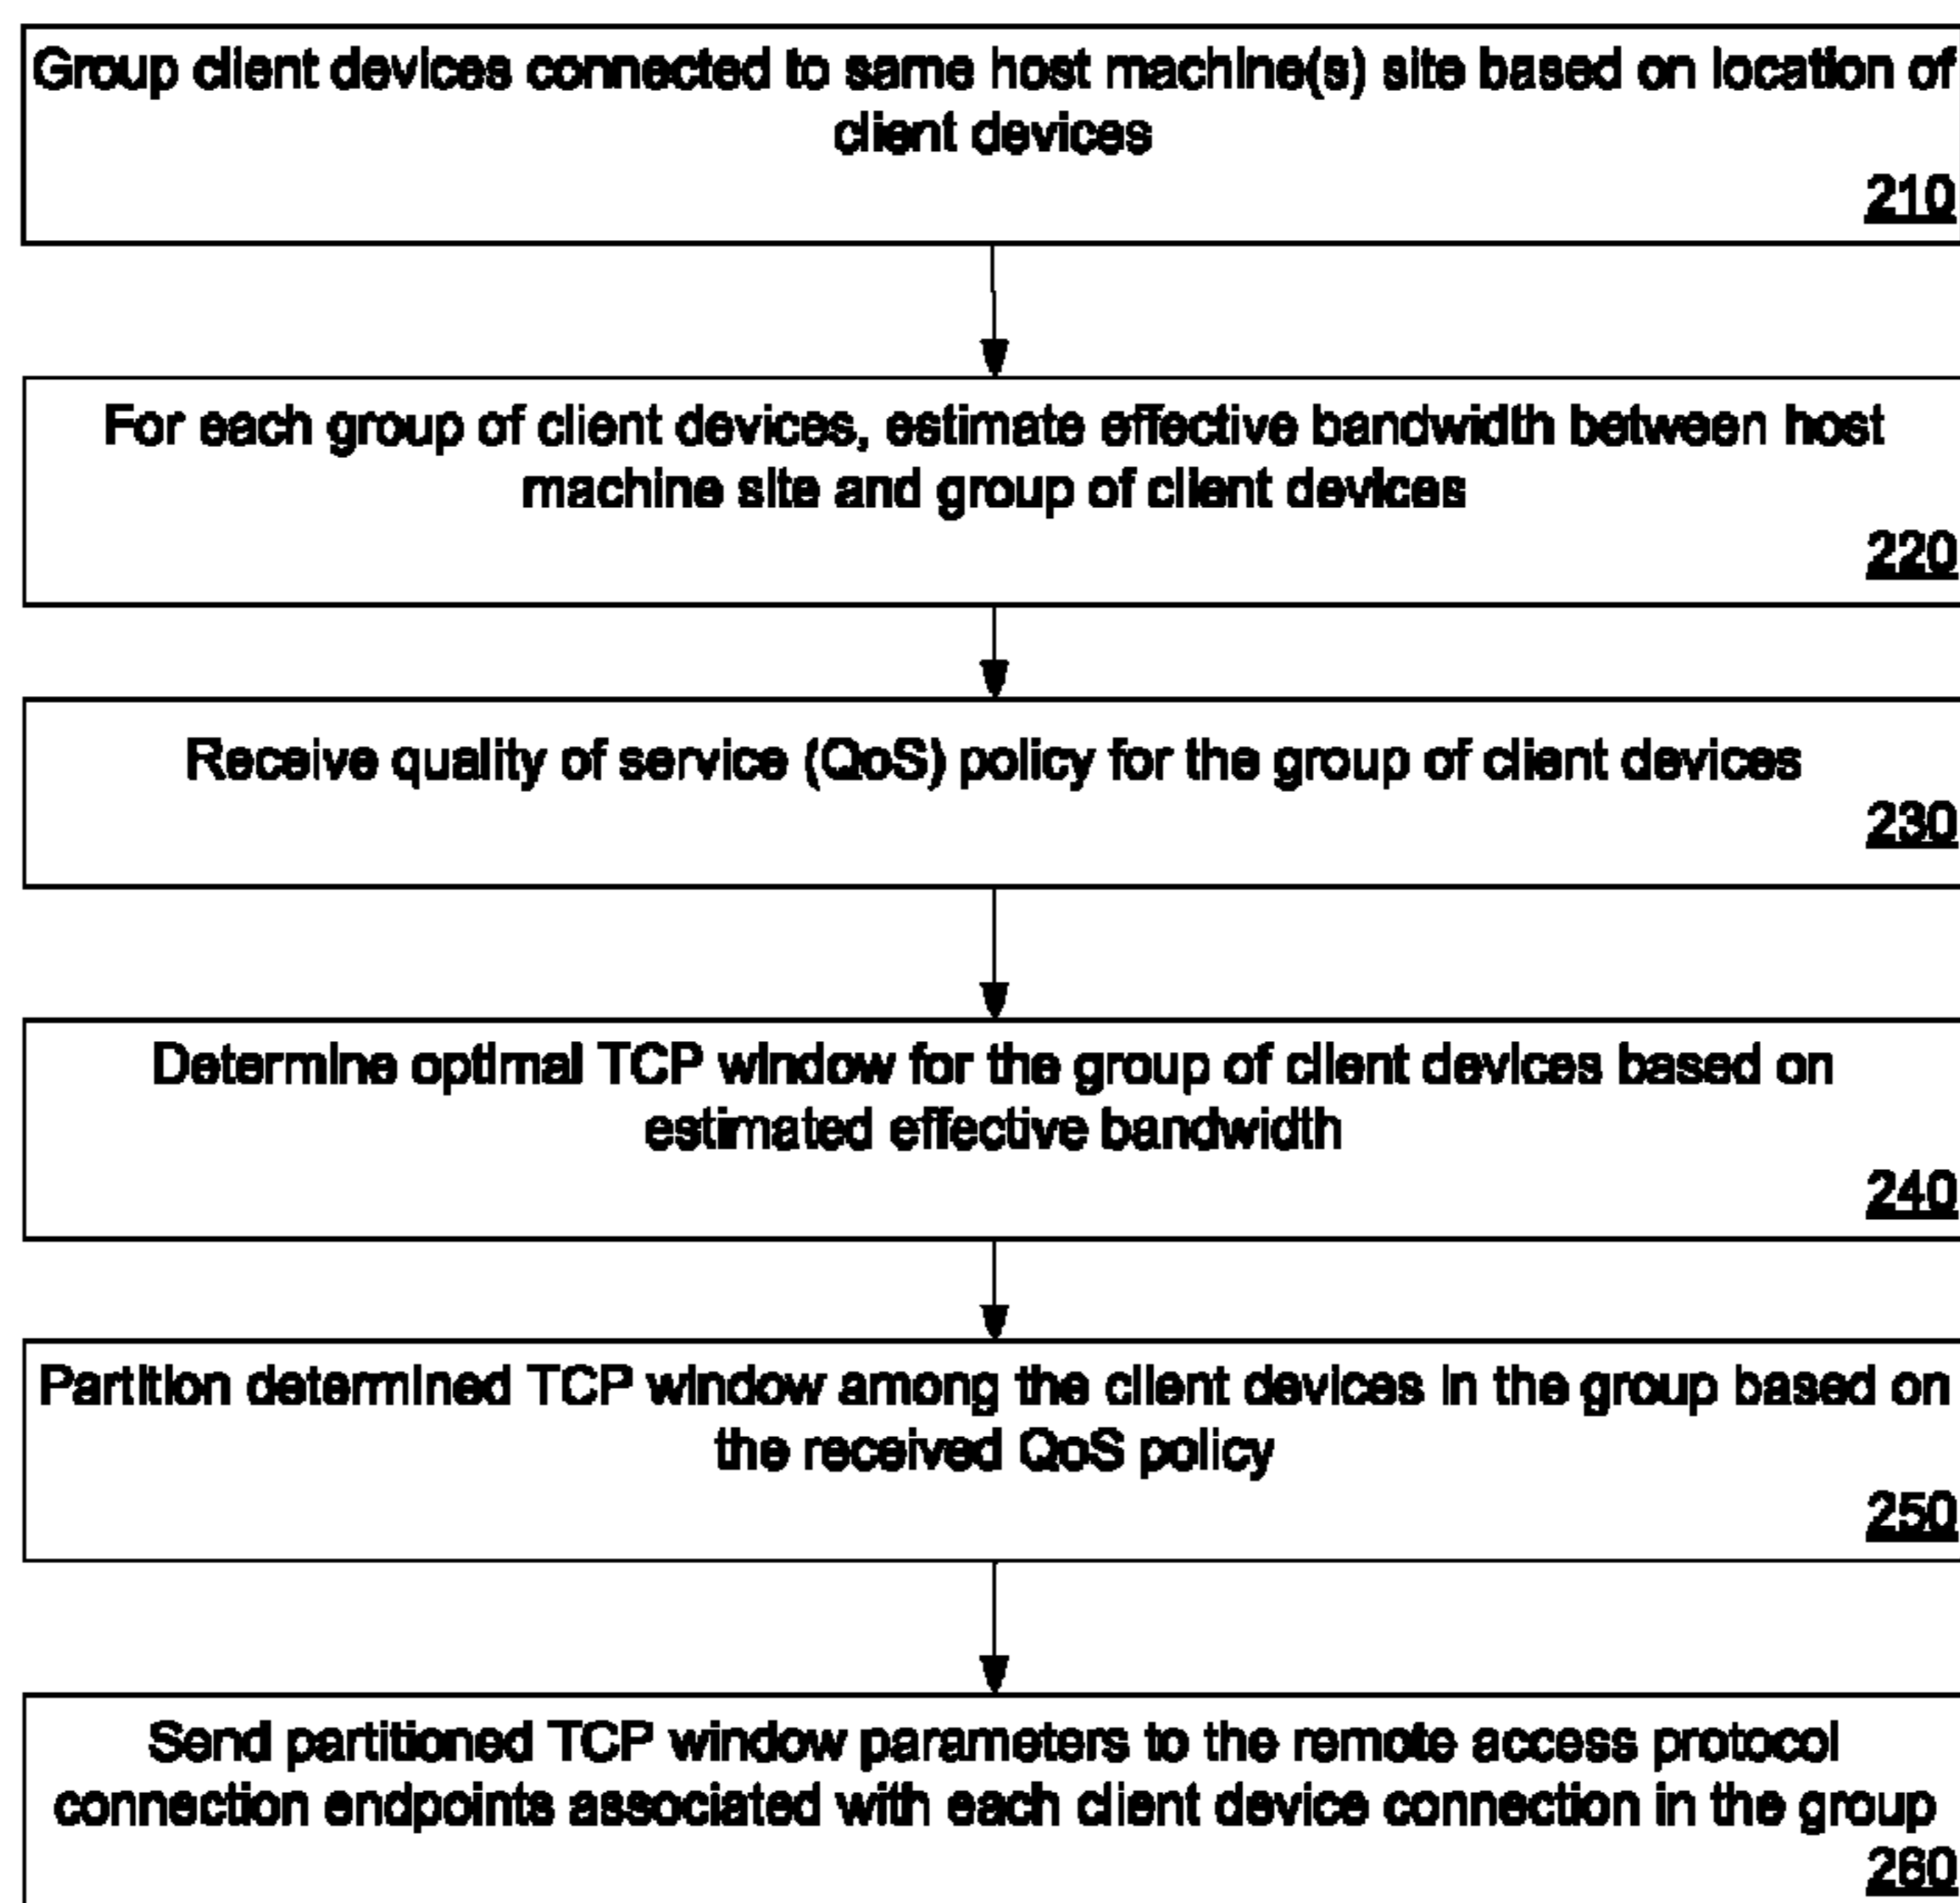 Group client devices connected to same host machine(s) site based on location of
client devices
210
For each group of client devices, estimate effective bandwidth between host
machine site and group of client devices
220
Receive quality of service (QoS) policy for the group of client devices
230
Determine optimal TCP window for the group of client devices based on
estimated effective bandwidth
240
Partition determined TCP window among the client devices in the group based on
the received QoS policy
250
Send partitioned TCP window parameters to the remote access protocol
connection endpoints associated with each client device connection in the group
260